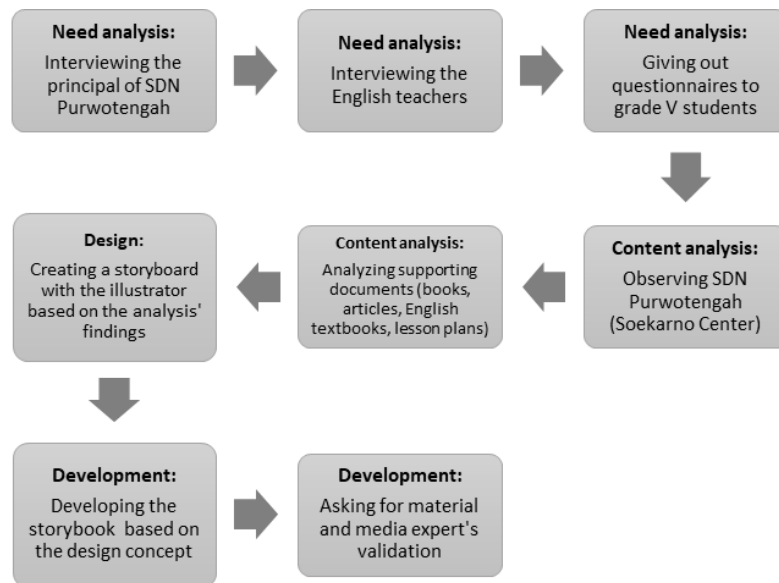 Need analysis:
Interviewing the
principal of SDN
Purwotengah
Need analysis:
Interviewing the
English teachers
Need analysis:
Giving out
questionnaires to
grade V students
Content analysis:
Observing SDN
Purwotengah
(Soekarno Center)
Content analysis:
Analyzing supporting
documents (books,
articles, English
textbooks, lesson plans)
Design:
Creating a storyboard
with the illustrator
based on the analysis'
findings
Development:
Developing the
storybook based on
the design concept
Development:
Asking for material
and media expert's
validation